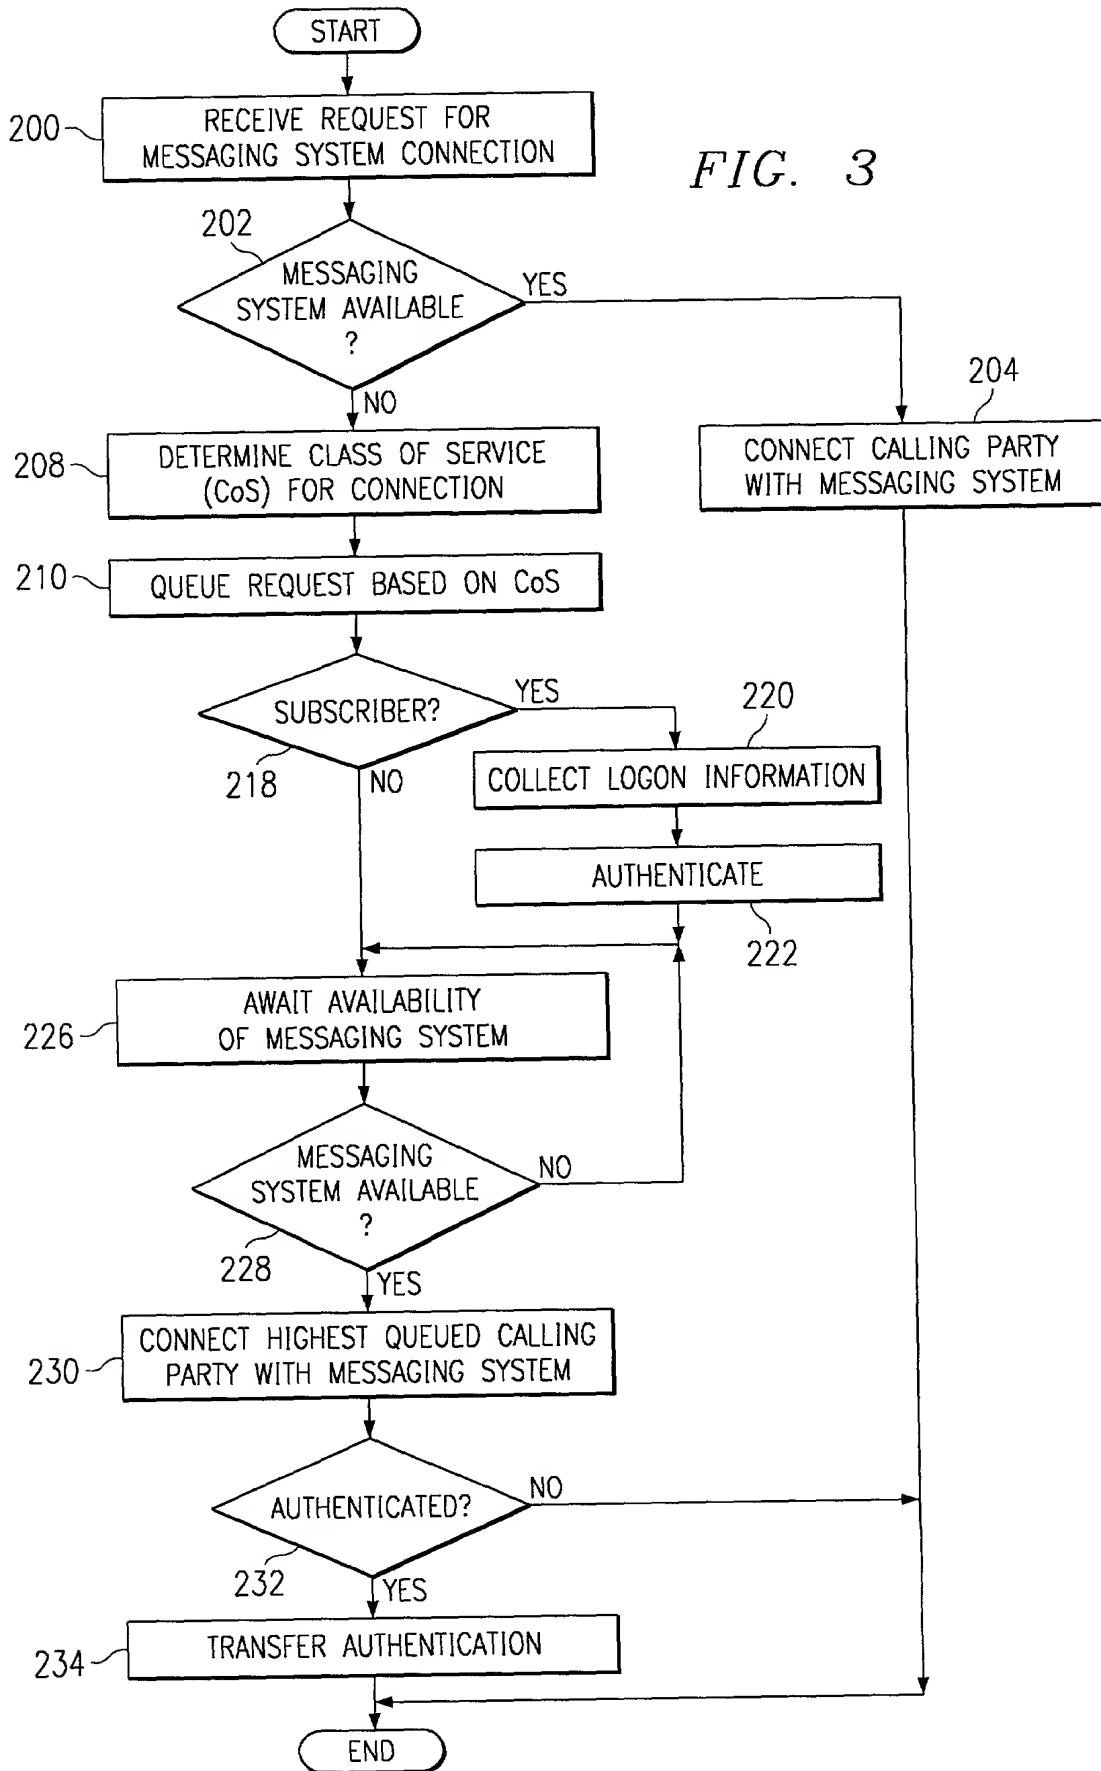 START
200
RECEIVE REQUEST FOR
MESSAGING SYSTEM CONNECTION
FIG. 3
202
MESSAGING
SYSTEM AVAILABLE
?
YES
NO
204
CONNECT CALLING PARTY
WITH MESSAGING SYSTEM
208
DETERMINE CLASS OF SERVICE
(CoS) FOR CONNECTION
210
QUEUE REQUEST BASED ON CoS
SUBSCRIBER?
YES
218
NO
220
COLLECT LOGON INFORMATION
AUTHENTICATE
222
226
AWAIT AVAILABILITY
OF MESSAGING SYSTEM
MESSAGING
SYSTEM AVAILABLE
?
NO
228
YES
230
CONNECT HIGHEST QUEUED CALLING
PARTY WITH MESSAGING SYSTEM
AUTHENTICATED?
NO
232
YES
234
TRANSFER AUTHENTICATION
END